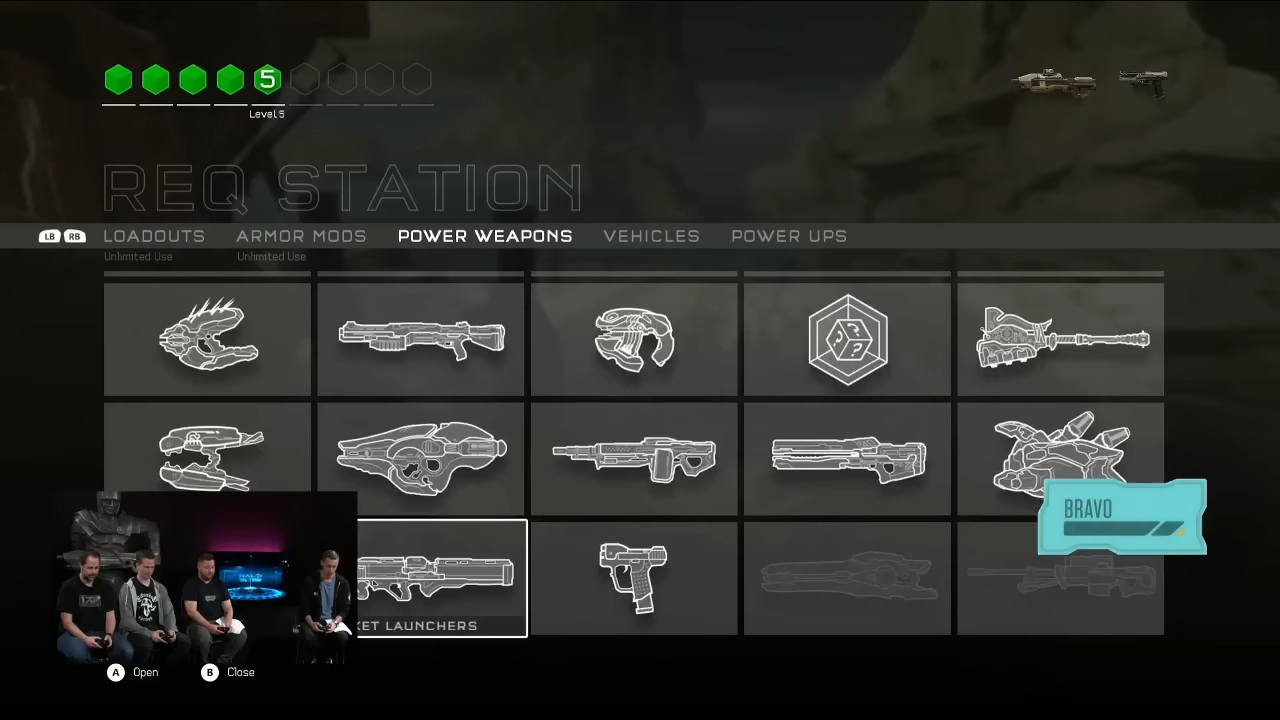 5
Level 5
REQ STATION
LB RB LOADOUTS ARMOR MODS POWER WEAPONS VEHICLES POWER UPS
Unlimited Use Unlimited Use
BRAVO
KET LAUNCHERS
HALO
A Open B Close